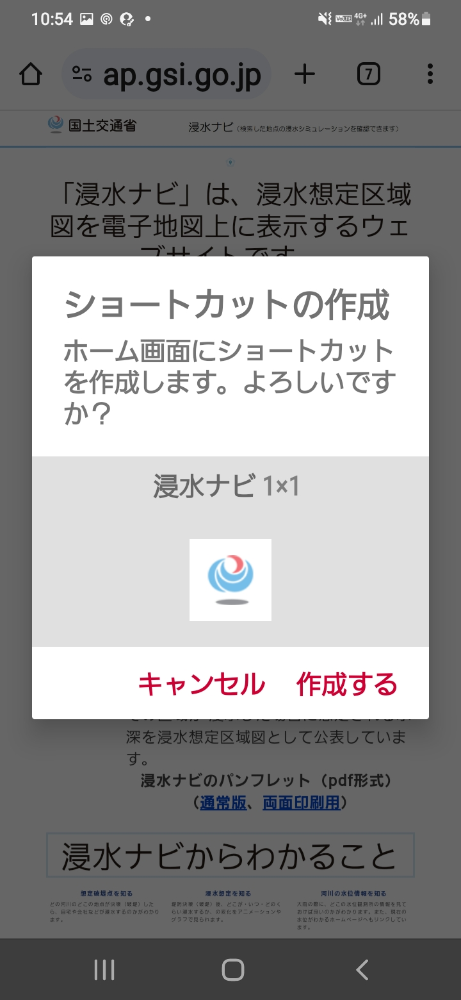 10:54
VoLTE 4G+ 58%
ap.gsi.go.jp
7
国土交通省
浸水ナビ（検索した地点の浸水シミュレーションを確認できます）
「浸水ナビ」は、浸水想定区域
図を電子地図上に表示するウェ
ブサイトです
ショートカットの作成
ホーム画面にショートカット
を作成します。よろしいです
か？
浸水ナビ 1×1
キャンセル 作成する
深を浸水想定区域図として公表していま
す。
浸水ナビのパンフレット（pdf形式）
（通常版、両面印刷用）
浸水ナビからわかること
想定破堤点を知る
どの河川のどこの地点が決壊（破堤）した
ら、自宅や会社などが浸水するのかがわかり
ます。
浸水想定を知る
堤防決壊（破堤）後、どこが・いつ・どのく
らい浸水するか、の変化をアニメーションや
グラフで見られます。
河川の水位情報を知る
大雨の際に、どこの水位観測所の情報を見て
おけば良いのかがわかります。また、現在の
水位がわかるホームページへもリンクしてい
ます。